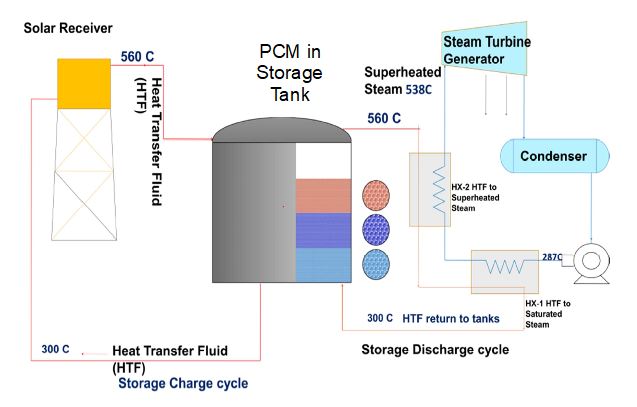 Solar Receiver
560 C
Heat Transfer Fluid
(HTF)
PCM in
Storage
Tank
Superheated
Steam 538C
560 C
Steam Turbine
Generator
Condenser
HX-2 HTF to
Superheated
Steam
287C
HX-1 HTF to
Saturated
Steam
300 C HTF return to tanks
Storage Discharge cycle
300 C
Heat Transfer Fluid
(HTF)
Storage Charge cycle